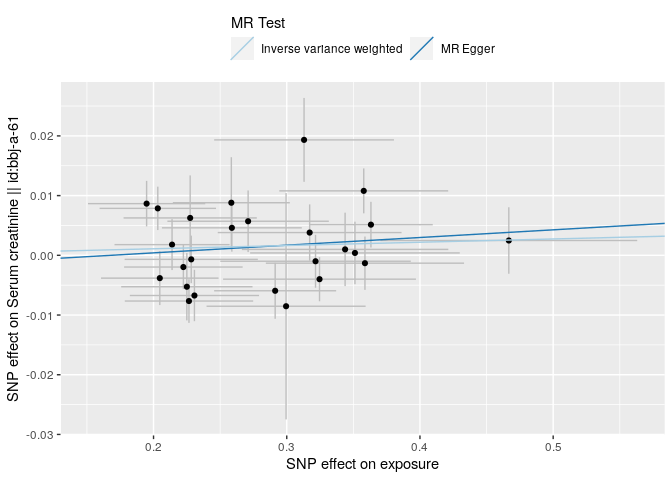 MR Test
Inverse variance weighted
MR Egger
SNP effect on Serum creatinine || id:bbj-a-61
0.02
0.01
0.00
-0.01
-0.02
-0.03
0.2
0.3
0.4
0.5
SNP effect on exposure